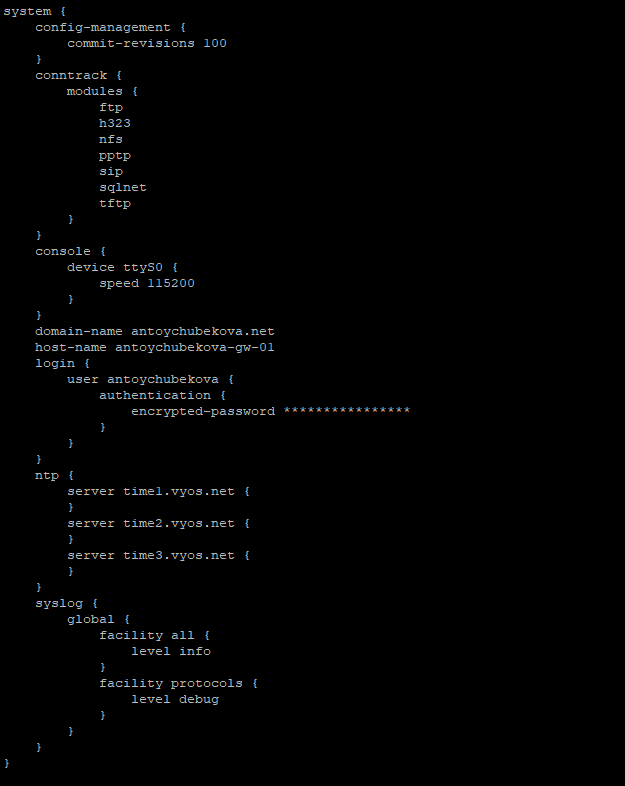 system {
    config-management {
        commit-revisions 100
    }
    conntrack {
        modules {
            ftp
            h323
            nfs
            pptp
            sip
            sqlnet
            tftp
        }
    }
    console {
        device ttyS0 {
            speed 115200
        }
    }
    domain-name antoychubekova.net
    host-name antoychubekova-gw-01
    login {
        user antoychubekova {
            authentication {
                encrypted-password ****************
            }
        }
    }
    ntp {
        server time1.vyos.net {
        }
        server time2.vyos.net {
        }
        server time3.vyos.net {
        }
    }
    syslog {
        global {
            facility all {
                level info
            }
            facility protocols {
                level debug
            }
        }
    }
}